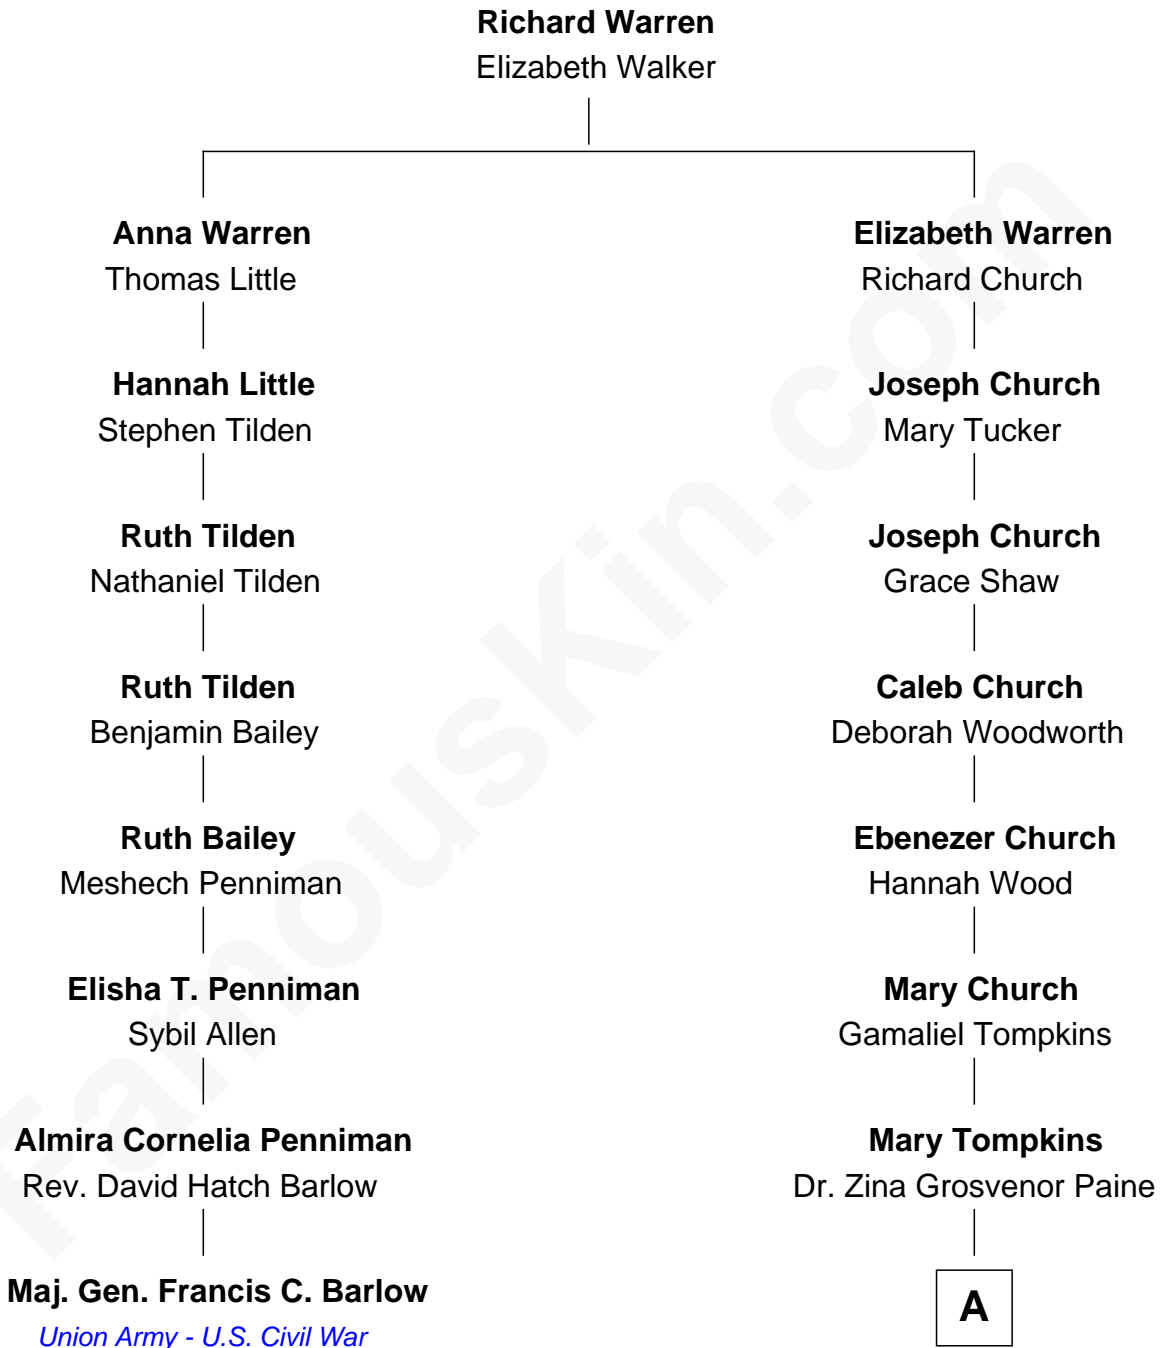 Richard Warren
Elizabeth Walker
Anna Warren
Thomas Little
Elizabeth Warren
Richard Church
Hannah Little
Stephen Tilden
Joseph Church
Mary Tucker
Ruth Tilden
Nathaniel Tilden
Joseph Church
Grace Shaw
Ruth Tilden
Benjamin Bailey
Caleb Church
Deborah Woodworth
Ruth Bailey
Meshech Penniman
Ebenezer Church
Hannah Wood
Elisha T. Penniman
Sybil Allen
Mary Church
Gamaliel Tompkins
Almira Cornelia Penniman
Rev. David Hatch Barlow
Mary Tompkins
Dr. Zina Grosvenor Paine
Maj. Gen. Francis C. Barlow
Union Army - U.S. Civil War
A
FamousKin.com